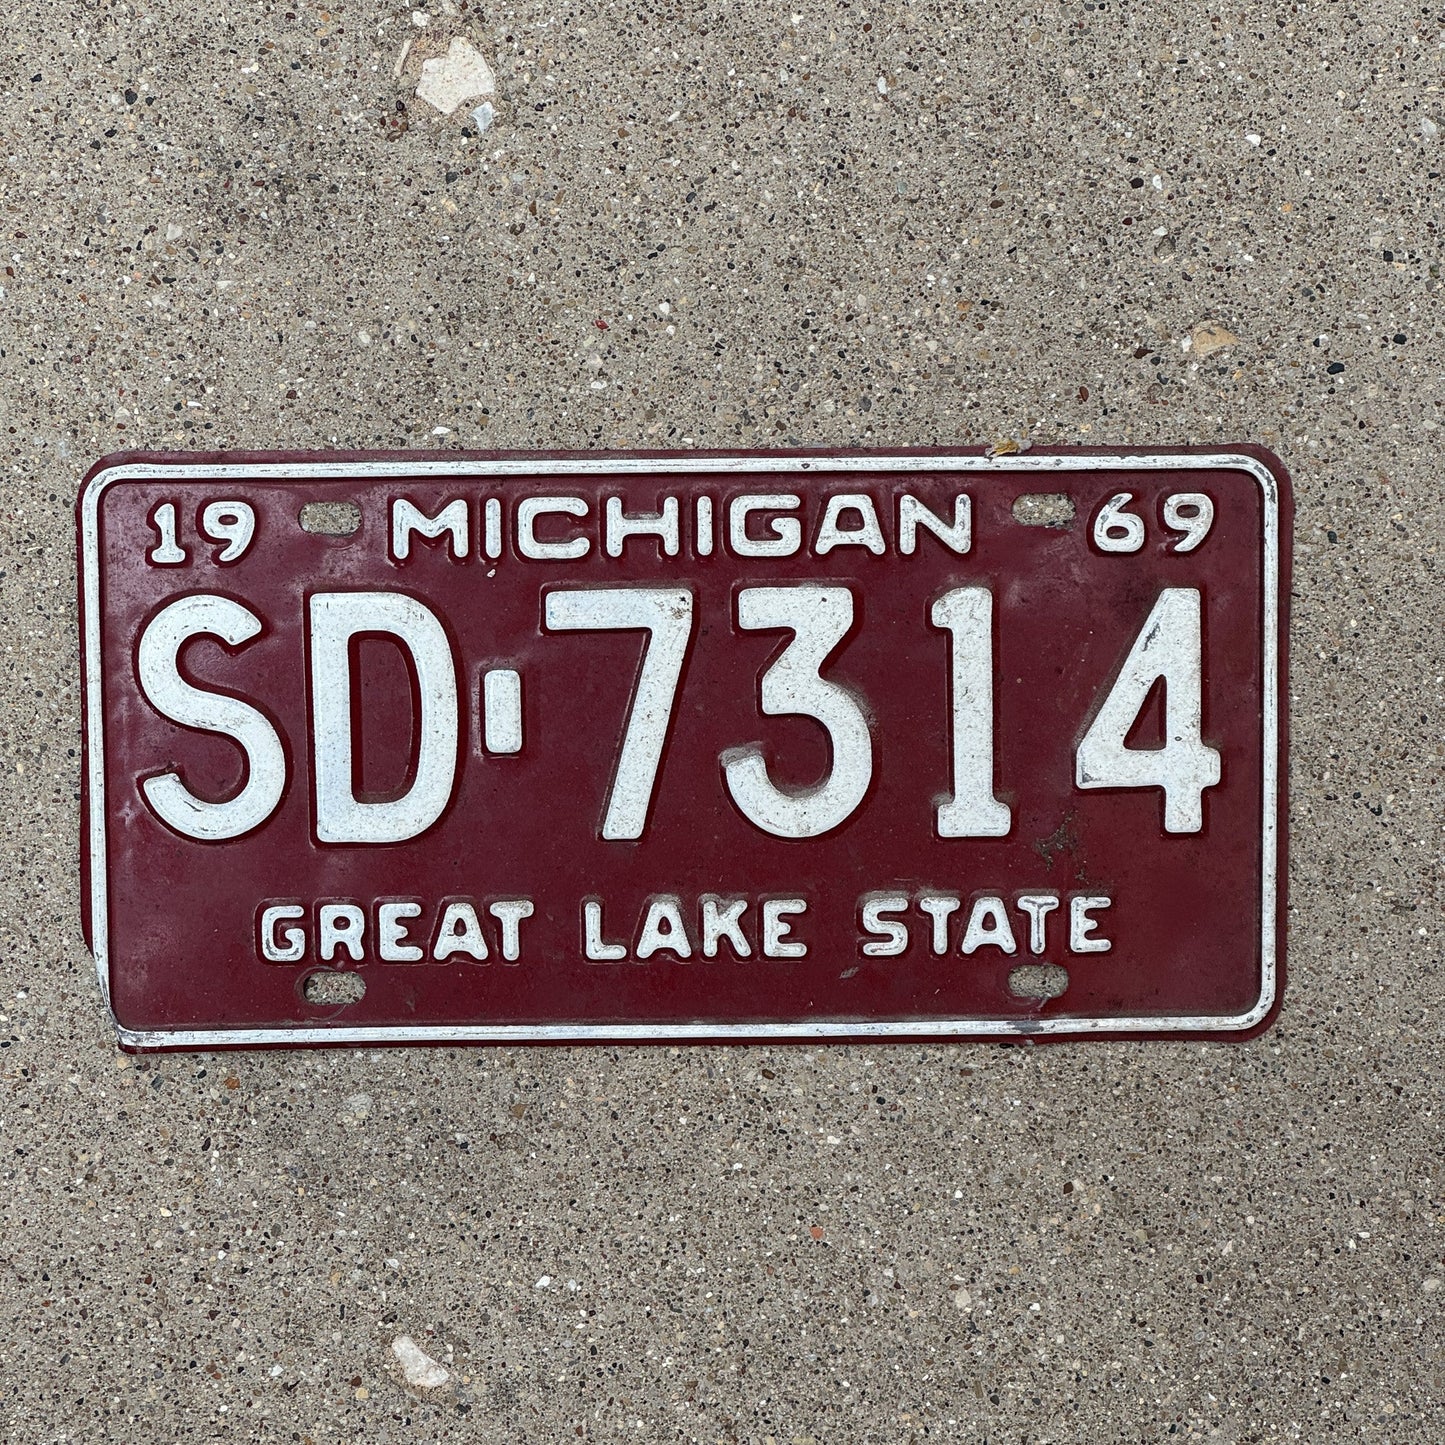 19 MICHIGAN 69
SD-7314
GREAT LAKE STATE